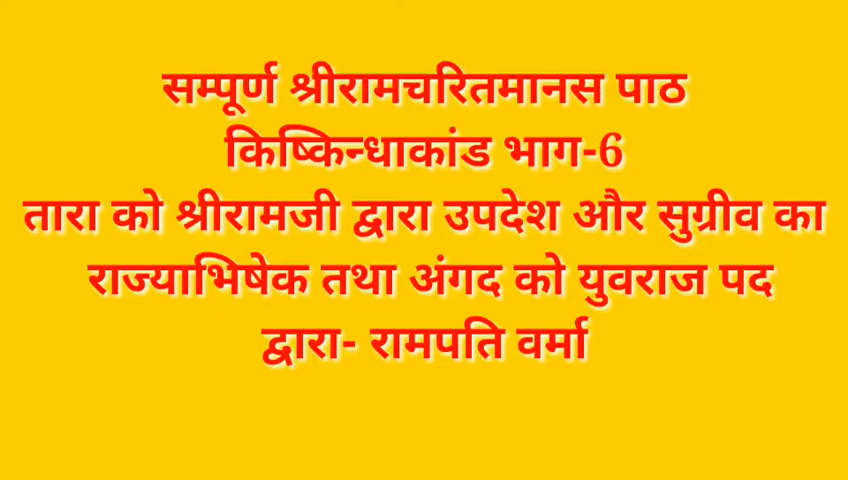 सम्पूर्ण श्रीरामचरितमानस पाठ
किष्किन्धाकांड भाग-6
तारा को श्रीरामजी द्वारा उपदेश और सुग्रीव का
राज्याभिषेक तथा अंगद को युवराज पद
द्वारा- रामपति वर्मा